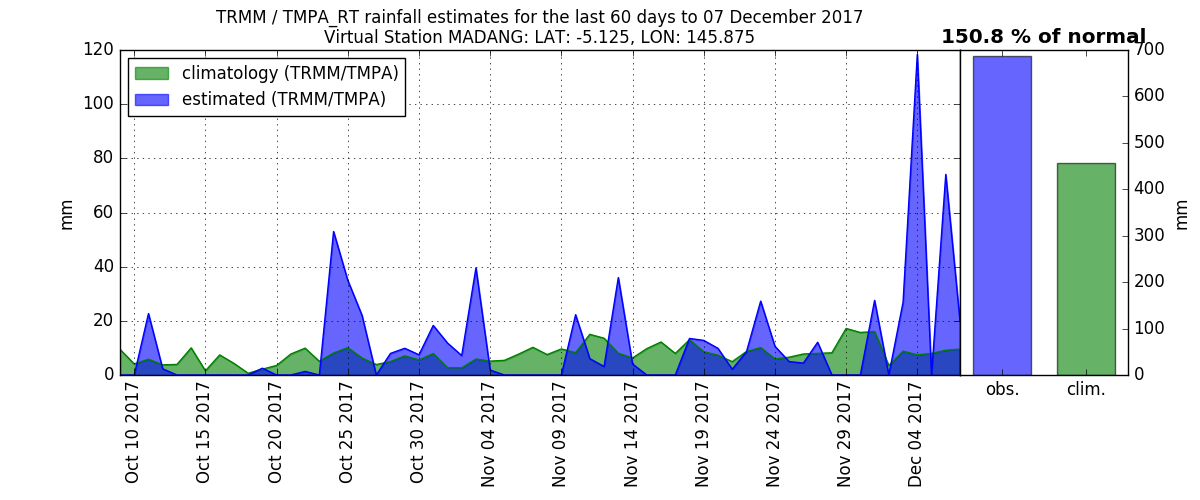 TRMM / TMPA_RT rainfall estimates for the last 60 days to 07 December 2017
Virtual Station MADANG: LAT: -5.125, LON: 145.875
150.8 % of normal
climatology (TRMM/TMPA)
estimated (TRMM/TMPA)
mm
120
100
80
60
40
20
0
Oct 10 2017
Oct 15 2017
Oct 20 2017
Oct 25 2017
Oct 30 2017
Nov 04 2017
Nov 09 2017
Nov 14 2017
Nov 19 2017
Nov 24 2017
Nov 29 2017
Dec 04 2017
obs.
clim.
700
600
500
400
300
200
100
0
mm